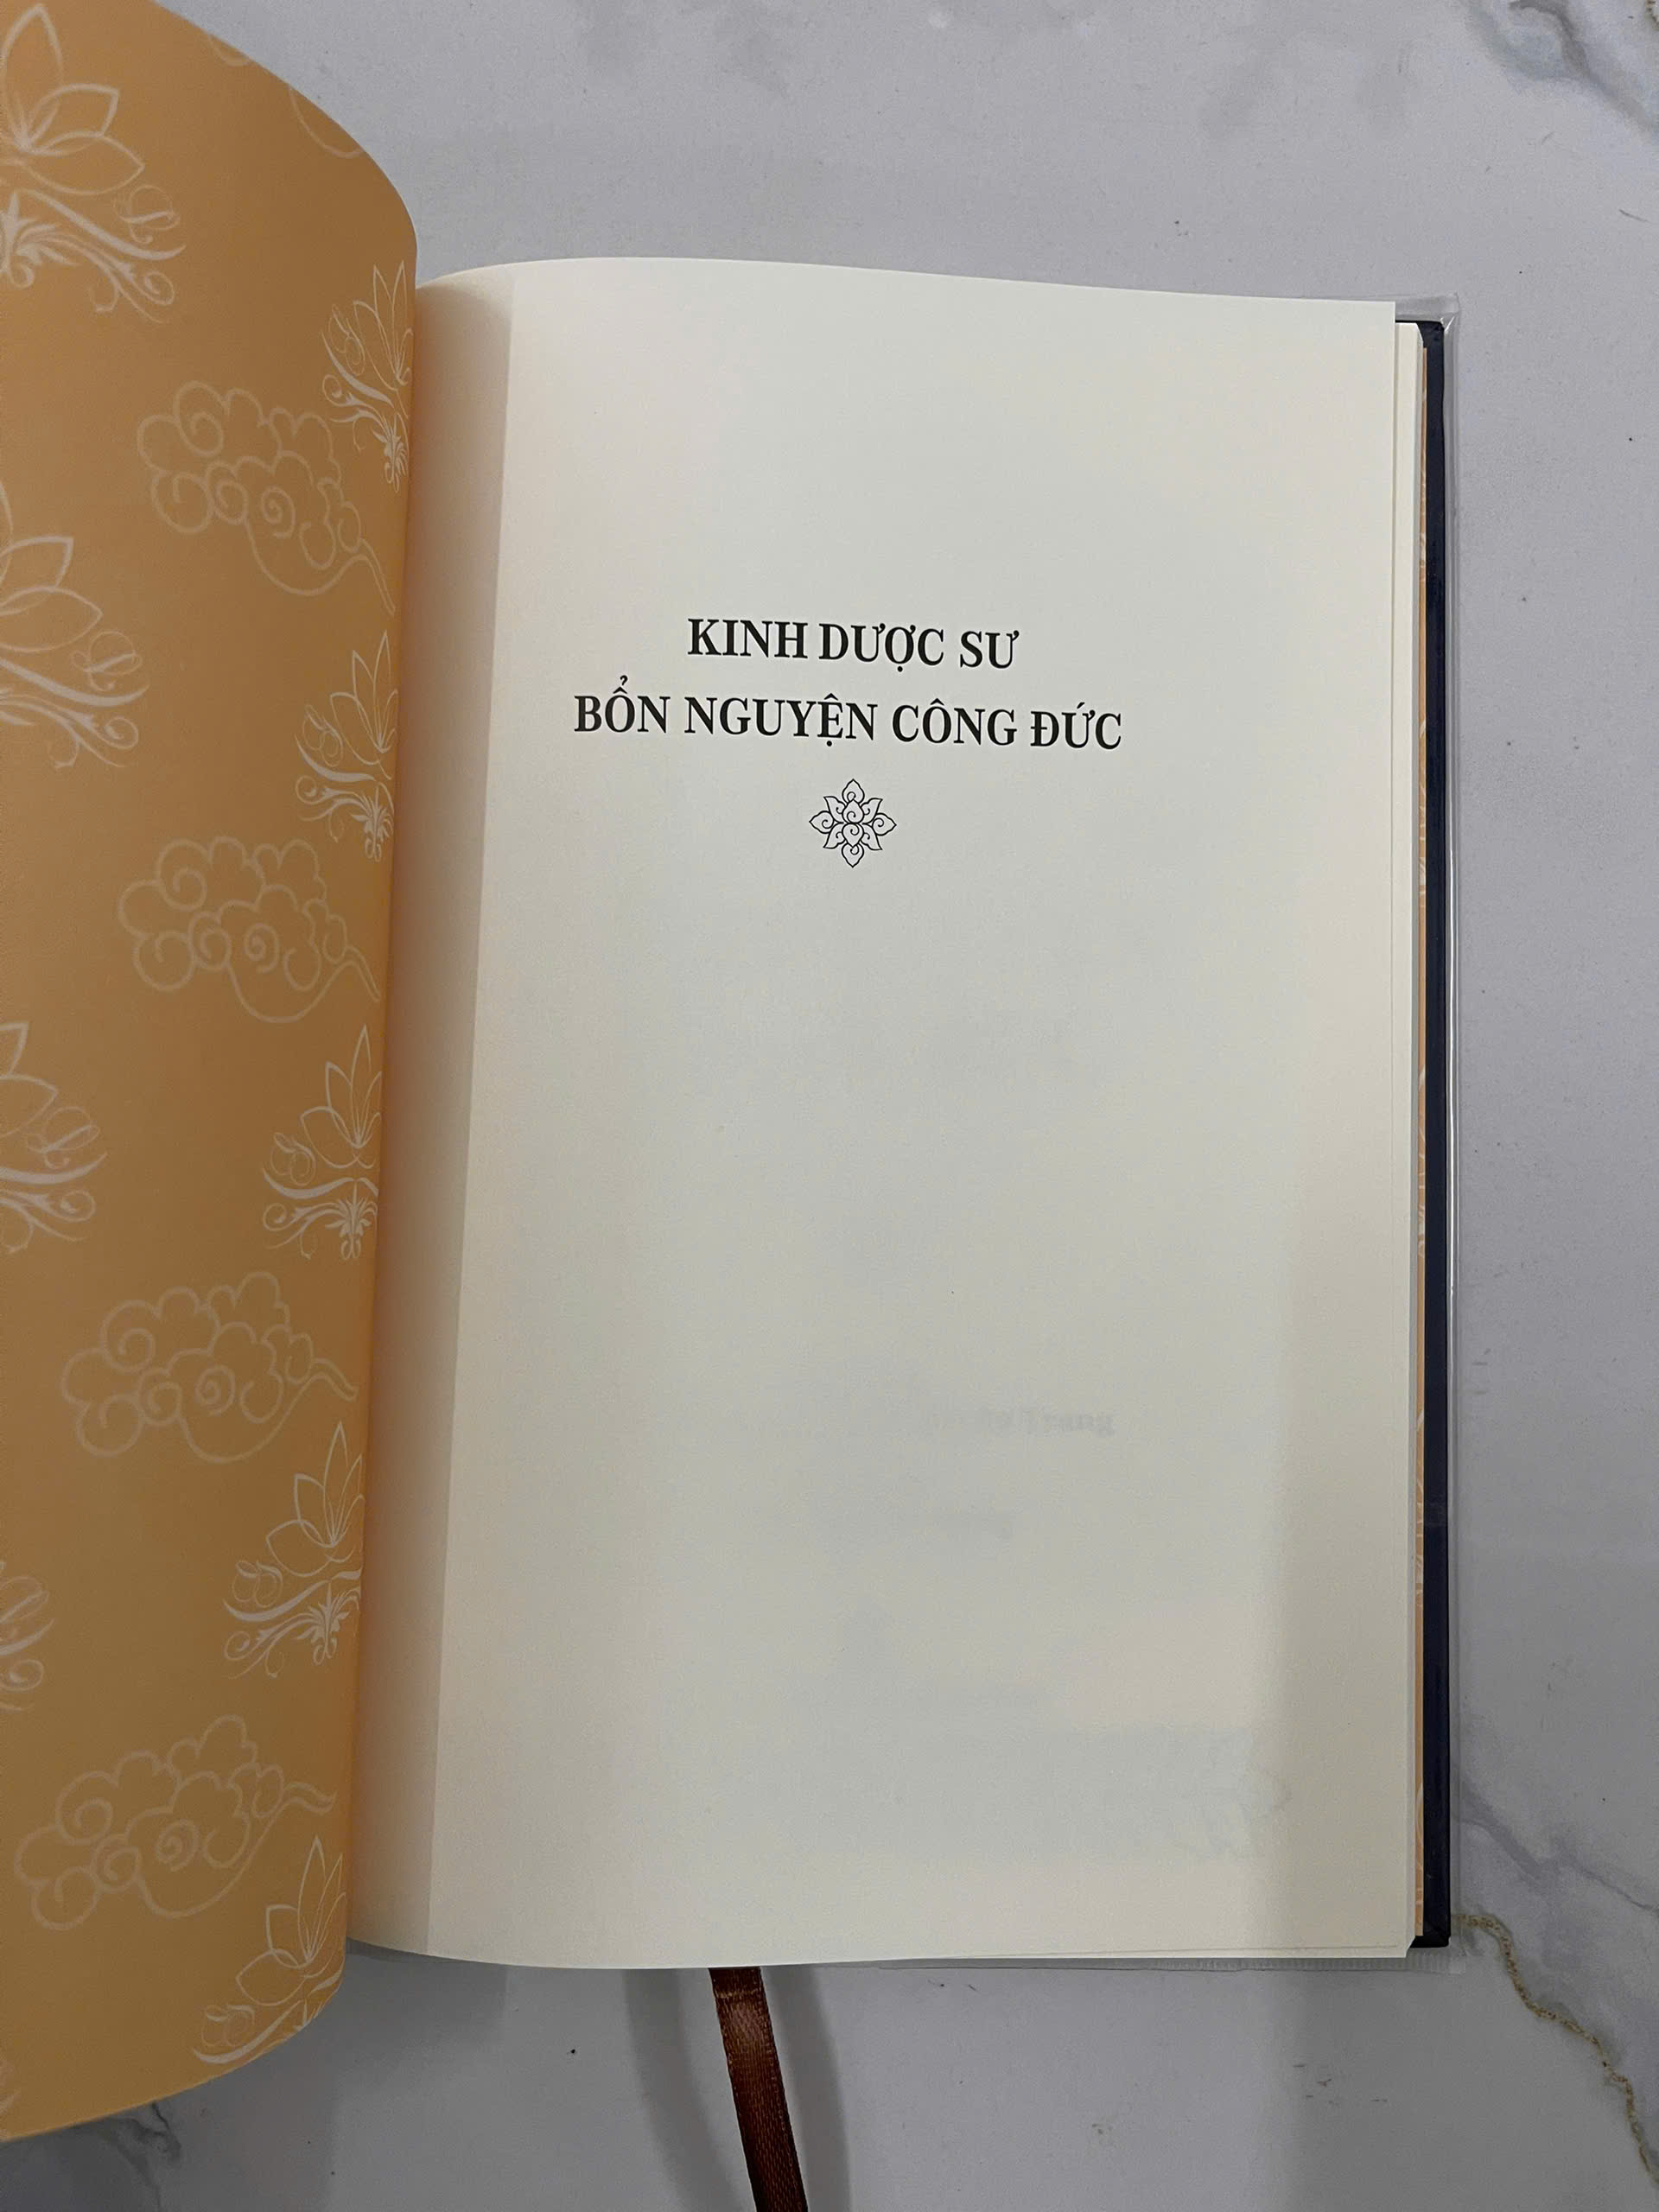 KINH DƯỢC SƯ
BỔN NGUYỆN CÔNG ĐỨC